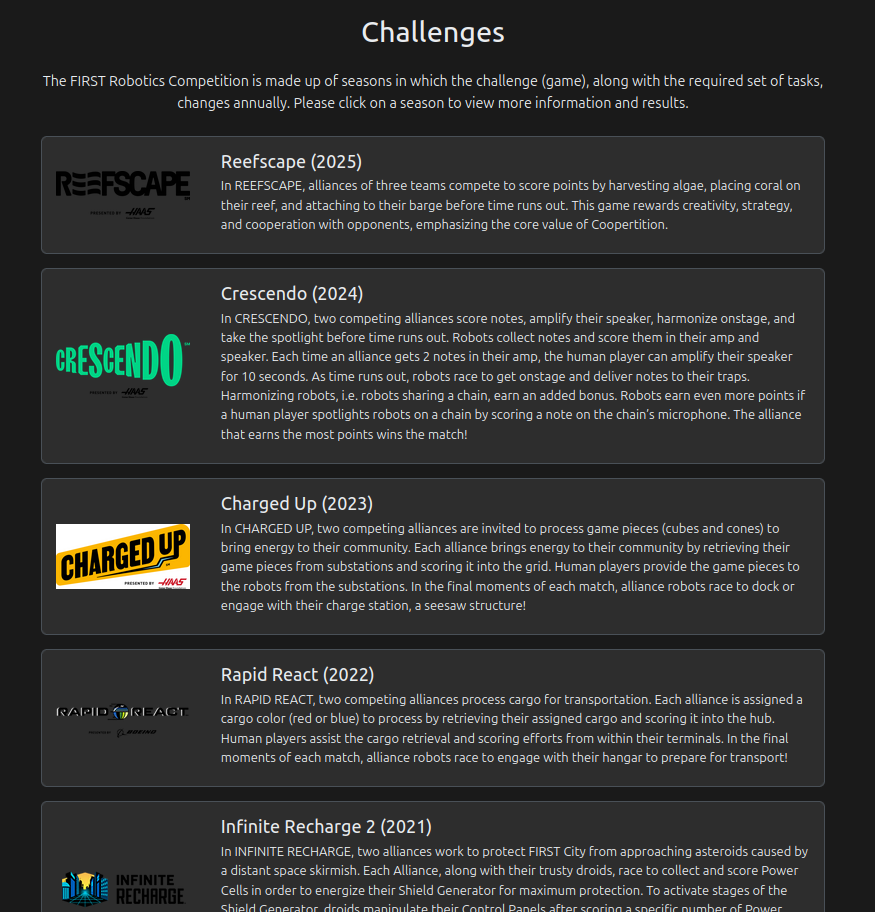 Challenges
The FIRST Robotics Competition is made up of seasons in which the challenge (game), along with the required set of tasks,
changes annually. Please click on a season to view more information and results.
REEFSCAPE
PRESENTED BY HAAS
Reefscape (2025)
In REEFSCAPE, alliances of three teams compete to score points by harvesting algae, placing coral on
their reef, and attaching to their barge before time runs out. This game rewards creativity, strategy,
and cooperation with opponents, emphasizing the core value of Coopertition.
CRESCENDO
PRESENTED BY HAAS
Crescendo (2024)
In CRESCENDO, two competing alliances score notes, amplify their speaker, harmonize onstage, and
take the spotlight before time runs out. Robots collect notes and score them in their amp and
speaker. Each time an alliance gets 2 notes in their amp, the human player can amplify their speaker
for 10 seconds. As time runs out, robots race to get onstage and deliver notes to their traps.
Harmonizing robots, i.e. robots sharing a chain, earn an added bonus. Robots earn even more points if
a human player spotlights robots on a chain by scoring a note on the chain’s microphone. The alliance
that earns the most points wins the match!
CHARGED UP
PRESENTED BY HAAS
Charged Up (2023)
In CHARGED UP, two competing alliances are invited to process game pieces (cubes and cones) to
bring energy to their community. Each alliance brings energy to their community by retrieving their
game pieces from substations and scoring it into the grid. Human players provide the game pieces to
the robots from the substations. In the final moments of each match, alliance robots race to dock or
engage with their charge station, a seesaw structure!
RAPID REACT
BOEING
Rapid React (2022)
In RAPID REACT, two competing alliances process cargo for transportation. Each alliance is assigned a
cargo color (red or blue) to process by retrieving their assigned cargo and scoring it into the hub.
Human players assist the cargo retrieval and scoring efforts from within their terminals. In the final
moments of each match, alliance robots race to engage with their hangar to prepare for transport!
INFINITE
RECHARGE
Infinite Recharge 2 (2021)
In INFINITE RECHARGE, two alliances work to protect FIRST City from approaching asteroids caused by
a distant space skirmish. Each Alliance, along with their trusty droids, race to collect and score Power
Cells in order to energize their Shield Generator for maximum protection. To activate stages of the
Shield Generator, droids manipulate their Control Panels after scoring a specific number of Power